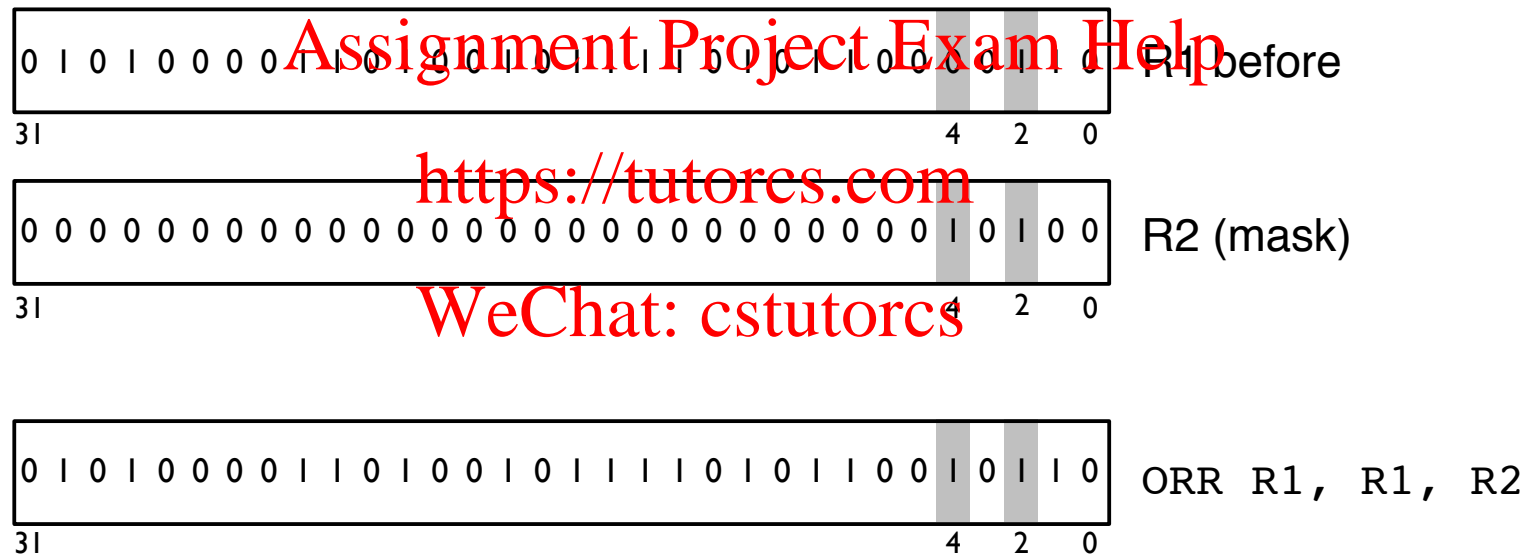 Assignment Project Exam Help
0 1 0 1 0 0 0 0 1 1 0 1 0 0 1 0 1 1 1 1 0 1 0 1 1 0 0 0 0 1 1 0 R1 before
31 4 2 0
https://tutorcs.com
0 0 0 0 0 0 0 0 0 0 0 0 0 0 0 0 0 0 0 0 0 0 0 0 0 0 0 1 0 1 0 0 R2 (mask)
31 4 2 0
WeChat: cstutorcs
0 1 0 1 0 0 0 0 1 1 0 1 0 0 1 0 1 1 1 1 0 1 0 1 1 0 0 1 0 1 1 0 ORR R1, R1, R2
31 4 2 0